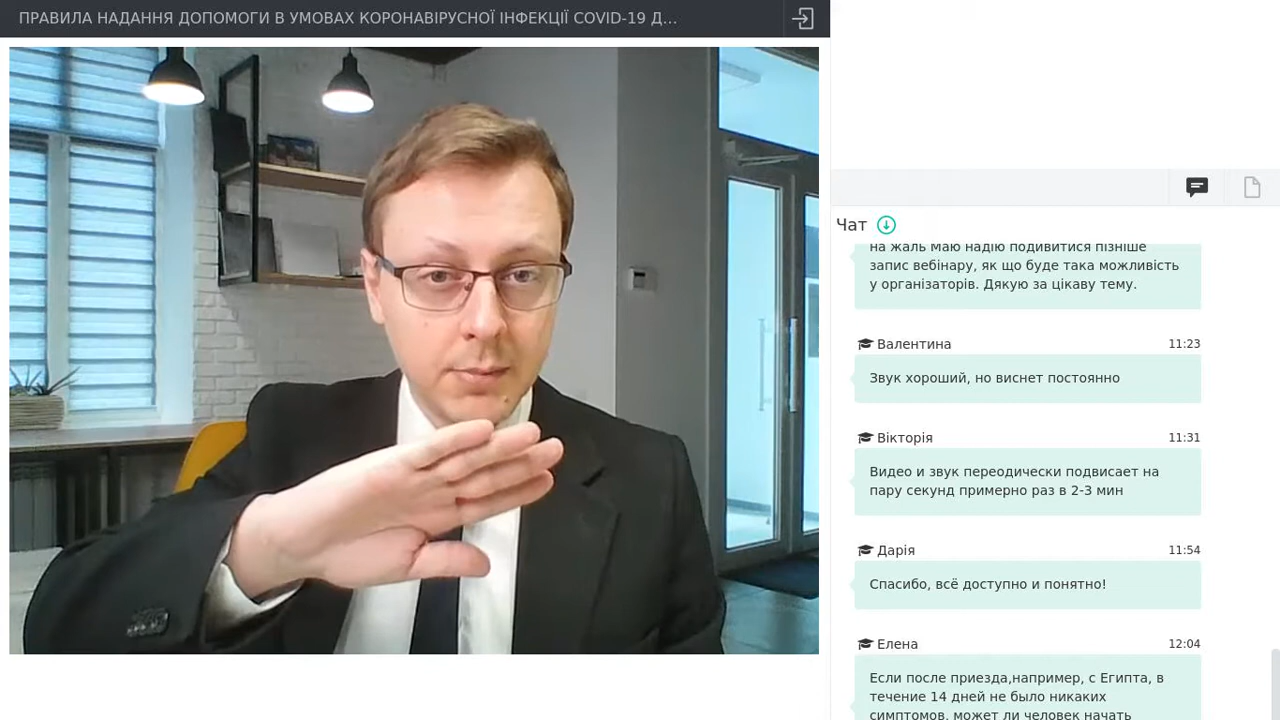 ПРАВИЛА НАДАННЯ ДОПОМОГИ В УМОВАХ КОРОНАВІРУСНОЇ ІНФЕКЦІЇ COVID-19 Д...
Чат
на жаль Маю надію подивитися пізніше
запис вебінару, як що буде така можливість
у організаторів. Дякую за цікаву тему.
Валентина 11:23
Звук хороший, но виснет постоянно
Вікторія 11:31
Видео и звук переодически подвисает на
пару секунд примерно раз в 2-3 мин
Дарія 11:54
Спасибо, всё доступно и понятно!
Елена 12:04
Если после приезда,например, с Египта, в
течение 14 дней не было никаких
симптомов, может ли человек начать